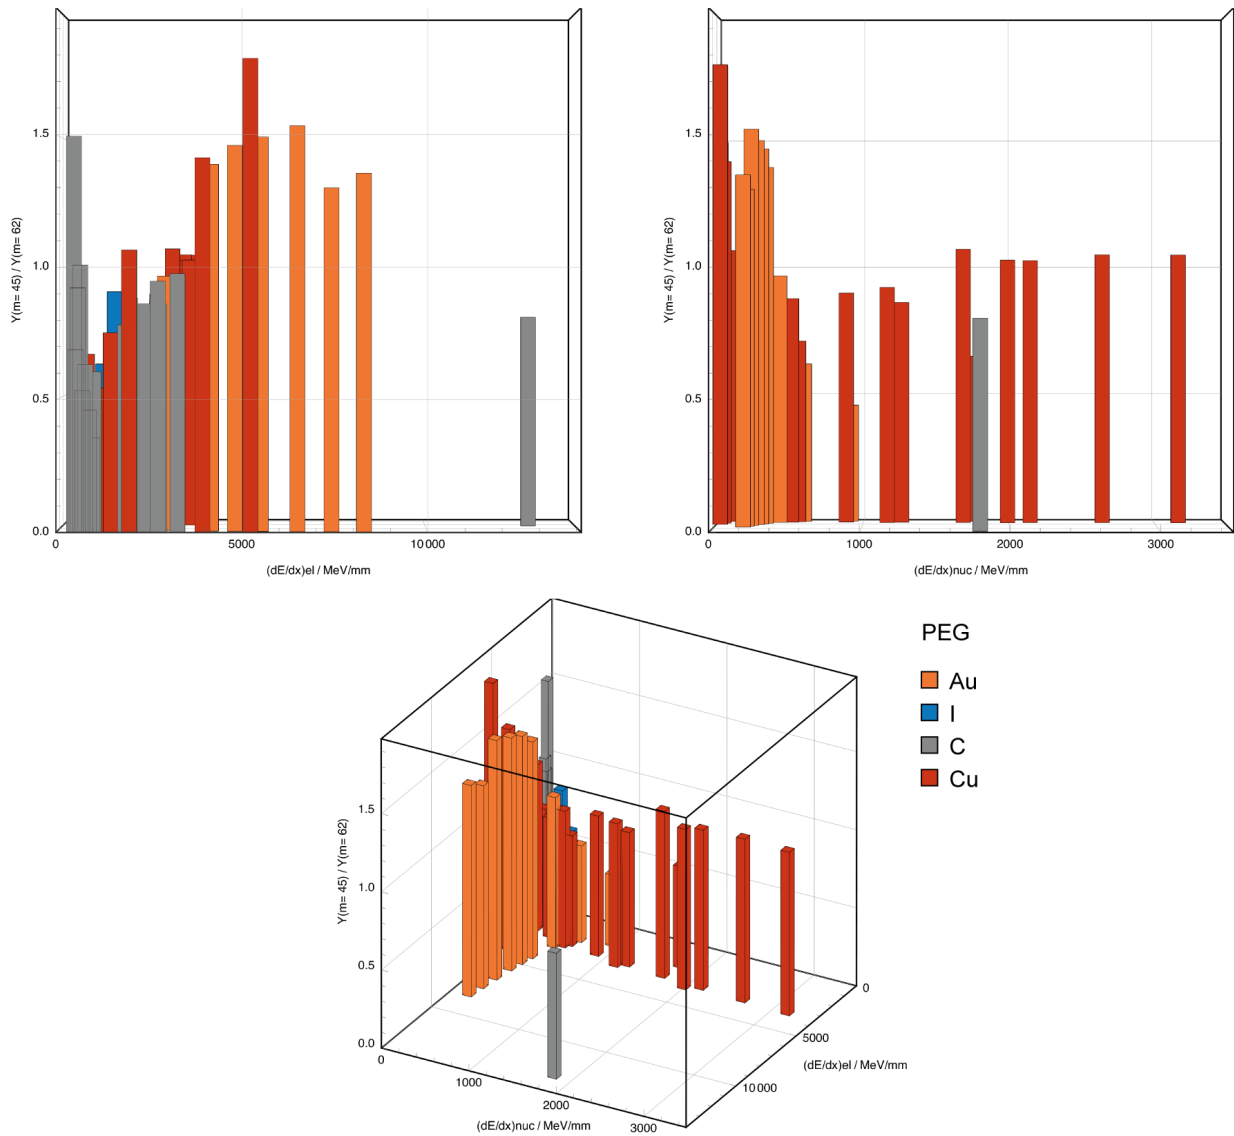 1.5
1.0
0.5
0.0
Y(m= 45) / Y(m= 62)
0
5000
10 000
(dE/dx)el / MeV/mm
1.5
1.0
0.5
0.0
Y(m= 45) / Y(m= 62)
0
1000
2000
3000
(dE/dx)nuc / MeV/mm
PEG
Au
I
C
Cu
1.5
1.0
0.5
0.0
Y(m= 45) / Y(m= 62)
0
1000
2000
3000
(dE/dx)nuc / MeV/mm
0
5000
10 000
(dE/dx)el / MeV/mm